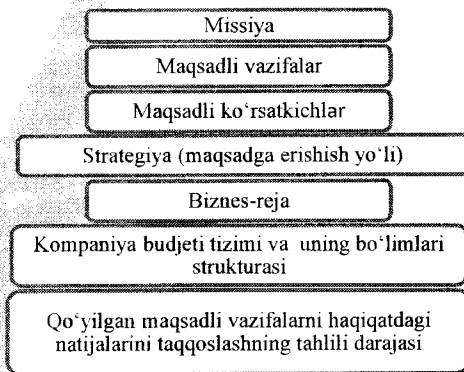 Missiya
Maqsadli vazifalar
Maqsadli ko‘rsatkichlar
Strategiya (maqsadga erishish yo‘li)
Biznes-reja
Kompaniya budjeti tizimi va uning bo‘limlari
strukturasi
Qo‘yilgan maqsadli vazifalarni haqiqatdagi
natijalarini taqqoslashning tahlili darajasi